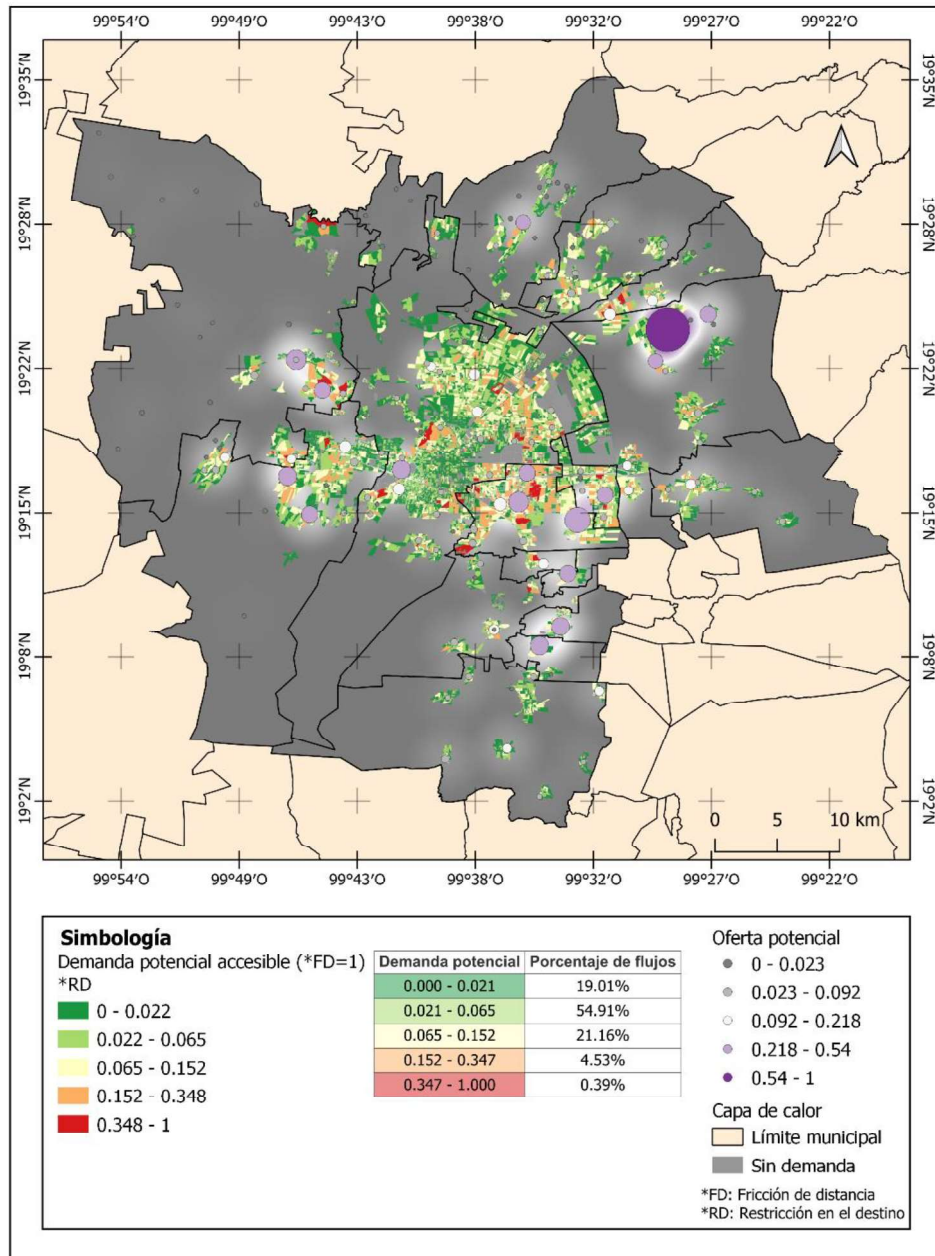 99°54'O 99°49'O 99°43'O 99°38'O 99°32'O 99°27'O 99°22'O
19°35'N 19°35'N
19°28'N 19°28'N
19°22'N 19°22'N
19°15'N 19°15'N
19°8'N 19°8'N
19°2'N 19°2'N
0 5 10 km
99°54'O 99°49'O 99°43'O 99°38'O 99°32'O 99°27'O 99°22'O
Simbología
Demanda potencial accesible (*FD=1)
*RD
0 - 0.022
0.022 - 0.065
0.065 - 0.152
0.152 - 0.348
0.348 - 1
Demanda potencial Porcentaje de flujos
0.000 - 0.021 19.01%
0.021 - 0.065 54.91%
0.065 - 0.152 21.16%
0.152 - 0.347 4.53%
0.347 - 1.000 0.39%
Oferta potencial
0 - 0.023
0.023 - 0.092
0.092 - 0.218
0.218 - 0.54
0.54 - 1
Capa de calor
Límite municipal
Sin demanda
*FD: Fricción de distancia
*RD: Restricción en el destino